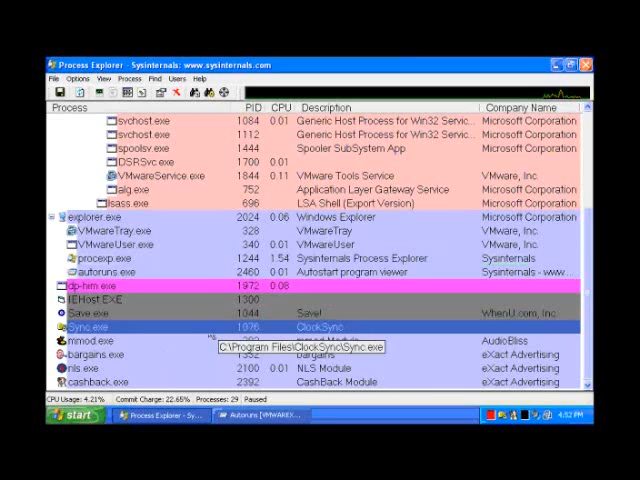 Process Explorer - Sysinternals: www.sysinternals.com
File Options View Process Find Users Help
Process PID CPU Description Company Name
svchost.exe 1084 0.01 Generic Host Process for Win32 Servic... Microsoft Corporation
svchost.exe 1112 Generic Host Process for Win32 Servic... Microsoft Corporation
spoolsv.exe 1444 Spooler SubSystem App Microsoft Corporation
DSRSvc.exe 1700 0.01
VMwareService.exe 1844 0.11 VMware Tools Service VMware, Inc.
alg.exe 752 Application Layer Gateway Service Microsoft Corporation
lsass.exe 696 LSA Shell (Export Version) Microsoft Corporation
explorer.exe 2024 0.06 Windows Explorer Microsoft Corporation
VMwareTray.exe 328 VMwareTray VMware, Inc.
VMwareUser.exe 340 0.01 VMwareUser VMware, Inc.
procexp.exe 1244 1.54 Sysinternals Process Explorer Sysinternals
autoruns.exe 2460 0.01 Autostart program viewer Sysinternals - www...
dp-him.exe 1972 0.08
IEHost.EXE 1300
Save.exe 1044 Save! WhenU.com, Inc.
Sync.exe 1076 ClockSync
mmod.exe mmod Module AudioBliss
C:\Program Files\ClockSync\Sync.exe
bargains.exe 1352 bargains eXact Advertising
nls.exe 2100 0.01 NLS Module eXact Advertising
cashback.exe 2392 CashBack Module eXact Advertising
CPU Usage: 4.21% Commit Charge: 22.65% Processes: 29 Paused
start Process Explorer - Sy... Autoruns [VMWAREX... 4:52 PM